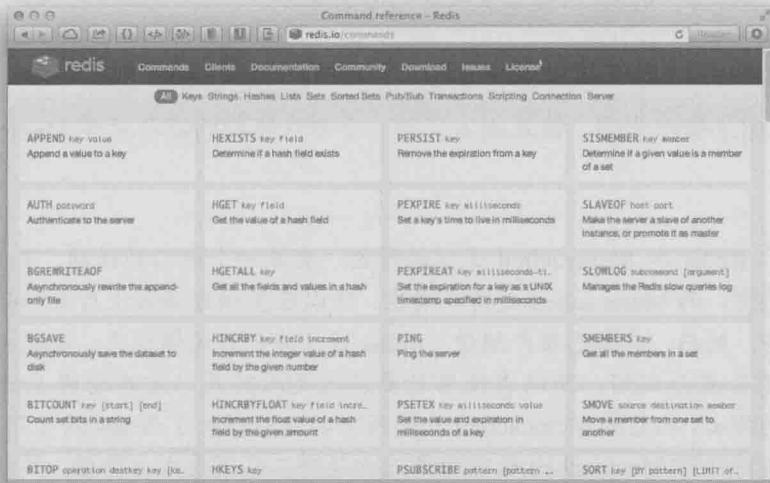 Command reference - Redis
redis.io/commands
Reader
redis
Commands Clients Documentation Community Download Issues License
All Keys Strings Hashes Lists Sets Sorted Sets Pub/Sub Transactions Scripting Connection Server
APPEND key value
Append a value to a key
HEXISTS key field
Determine if a hash field exists
PERSIST key
Remove the expiration from a key
SISMEMBER key member
Determine if a given value is a member
of a set
AUTH password
Authenticate to the server
HGET key field
Get the value of a hash field
PEXPIRE key milliseconds
Set a key's time to live in milliseconds
SLAVEOF host port
Make the server a slave of another
instance, or promote it as master
BGREWRITEAOF
Asynchronously rewrite the append-
only file
HGETALL key
Get all the fields and values in a hash
PEXPIREAT key milliseconds-ti…
Set the expiration for a key as a UNIX
timestamp specified in milliseconds
SLOWLOG subcommand [argument]
Manages the Redis slow queries log
BGSAVE
Asynchronously save the dataset to
disk
HINCRBY key field increment
Increment the integer value of a hash
field by the given number
PING
Ping the server
SMEMBERS key
Get all the members in a set
BITCOUNT key [start] [end]
Count set bits in a string
HINCRBYFLOAT key field incre…
Increment the float value of a hash
field by the given amount
PSETEX key milliseconds value
Set the value and expiration in
milliseconds of a key
SMOVE source destination member
Move a member from one set to
another
BITOP operation destkey key [ke…
HKEYS key
PSUBSCRIBE pattern [pattern …
SORT key [BY pattern] [LIMIT of…